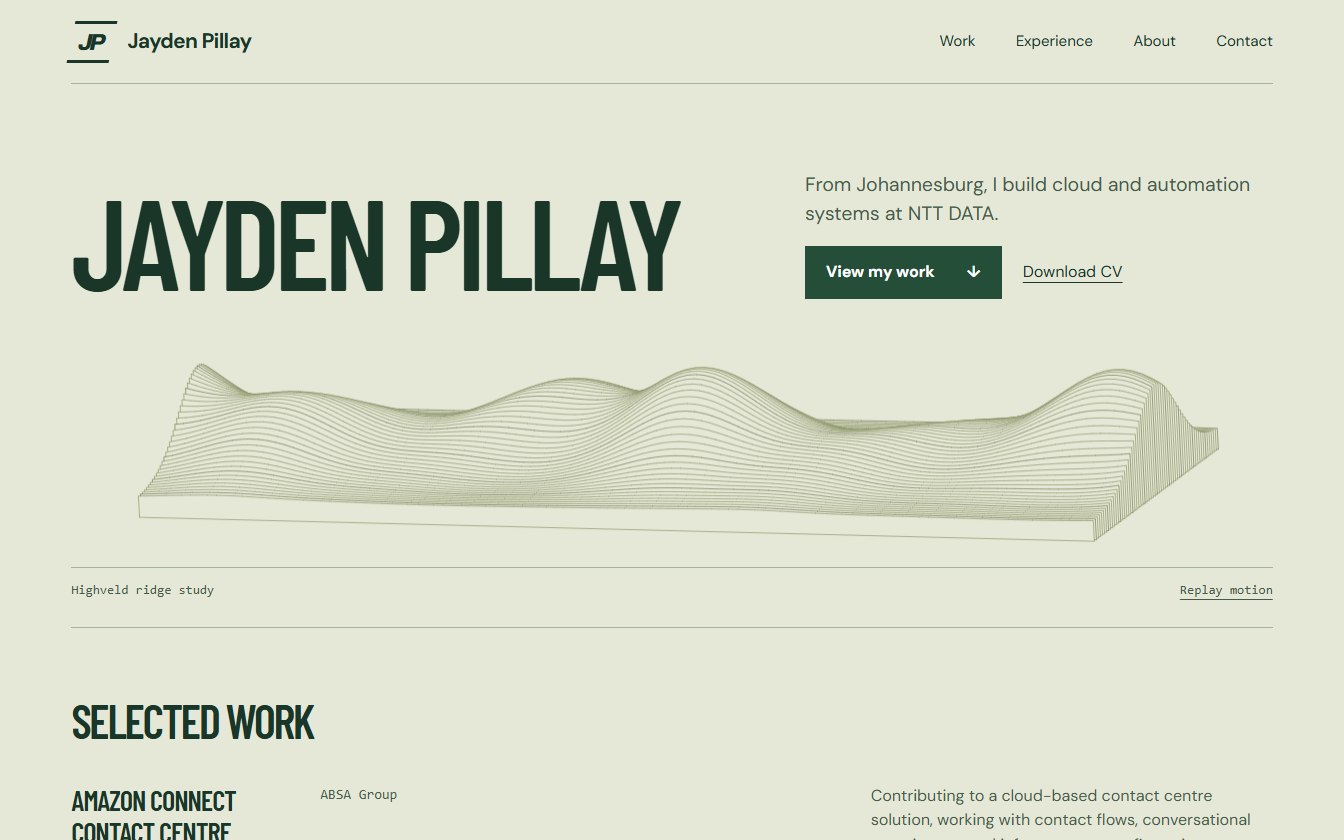 JP Jayden Pillay
Work Experience About Contact
JAYDEN PILLAY
From Johannesburg, I build cloud and automation
systems at NTT DATA.
View my work ↓ Download CV
Highveld ridge study
Replay motion
SELECTED WORK
AMAZON CONNECT
CONTACT CENTRE
ABSA Group
Contributing to a cloud-based contact centre
solution, working with contact flows, conversational